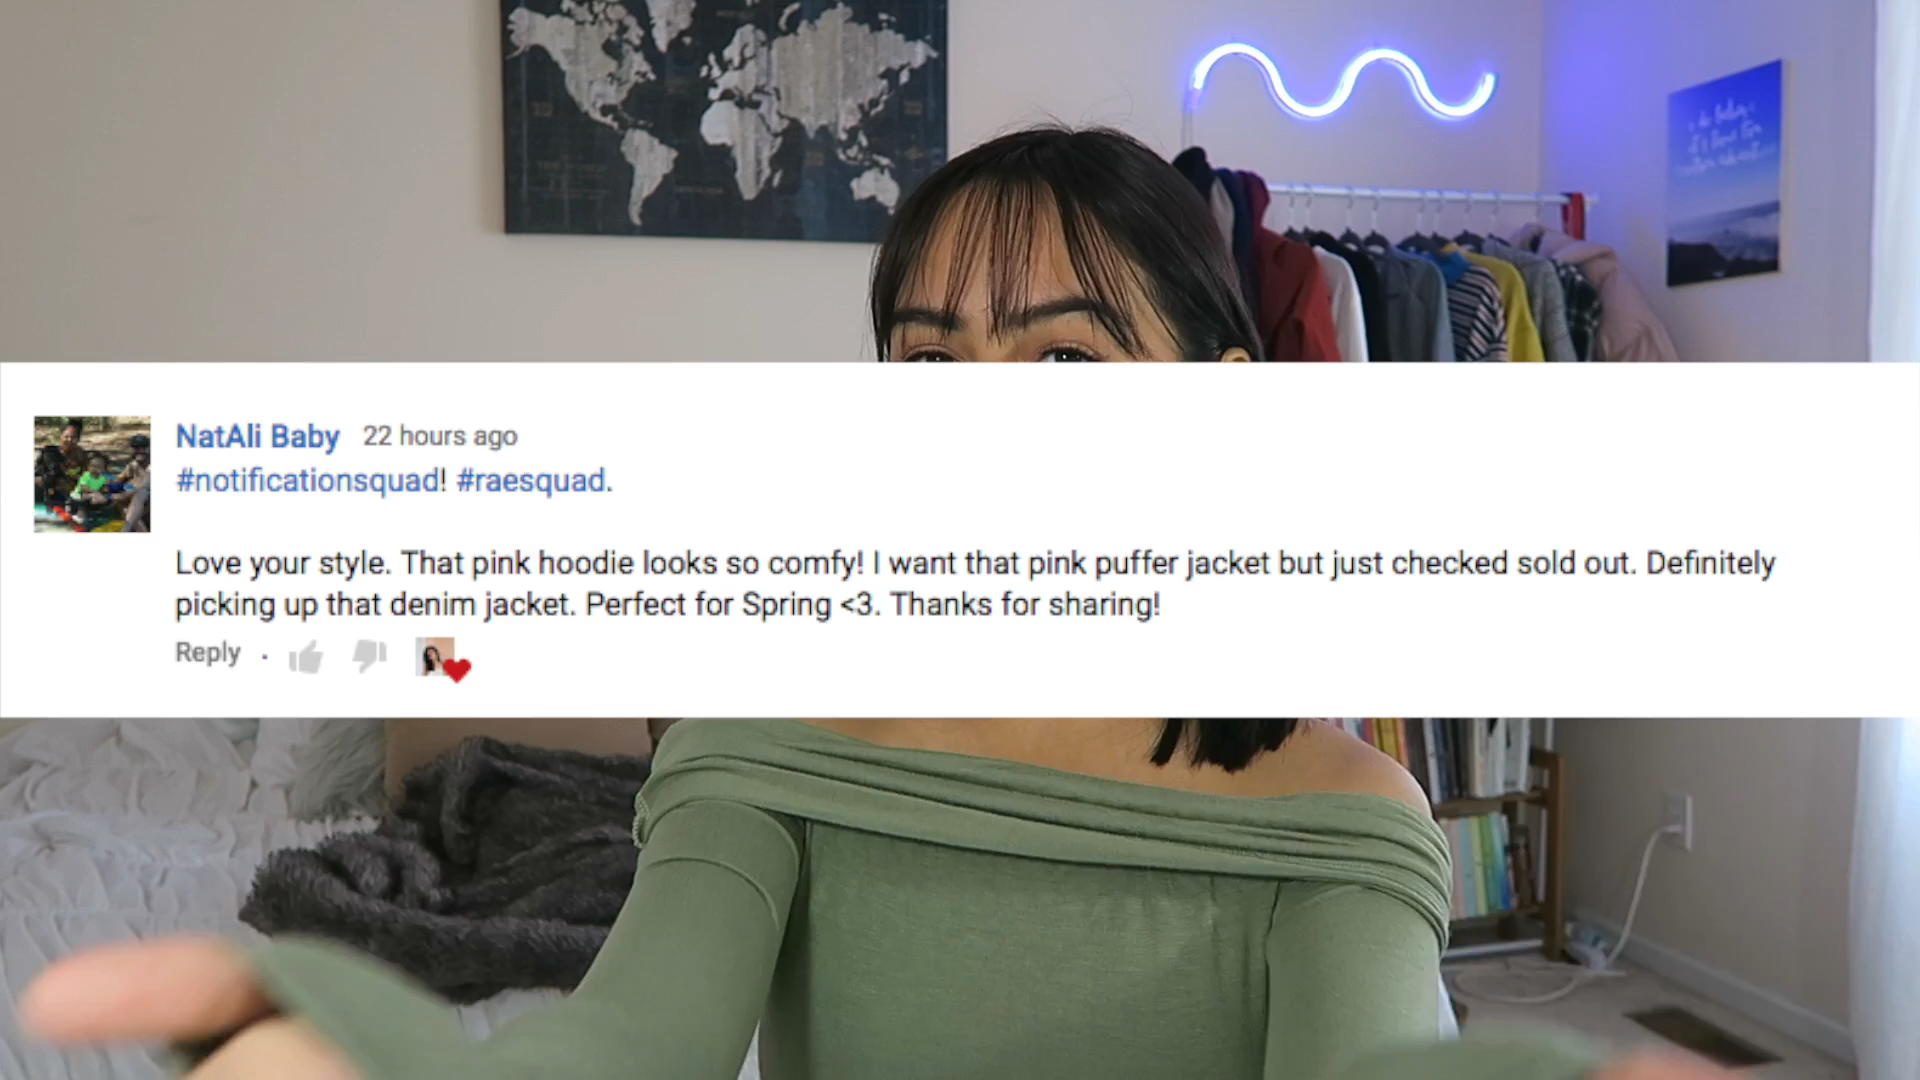 NatAli Baby 22 hours ago
#notificationsquad! #raesquad.
Love your style. That pink hoodie looks so comfy! I want that pink puffer jacket but just checked sold out. Definitely
picking up that denim jacket. Perfect for Spring <3. Thanks for sharing!
Reply